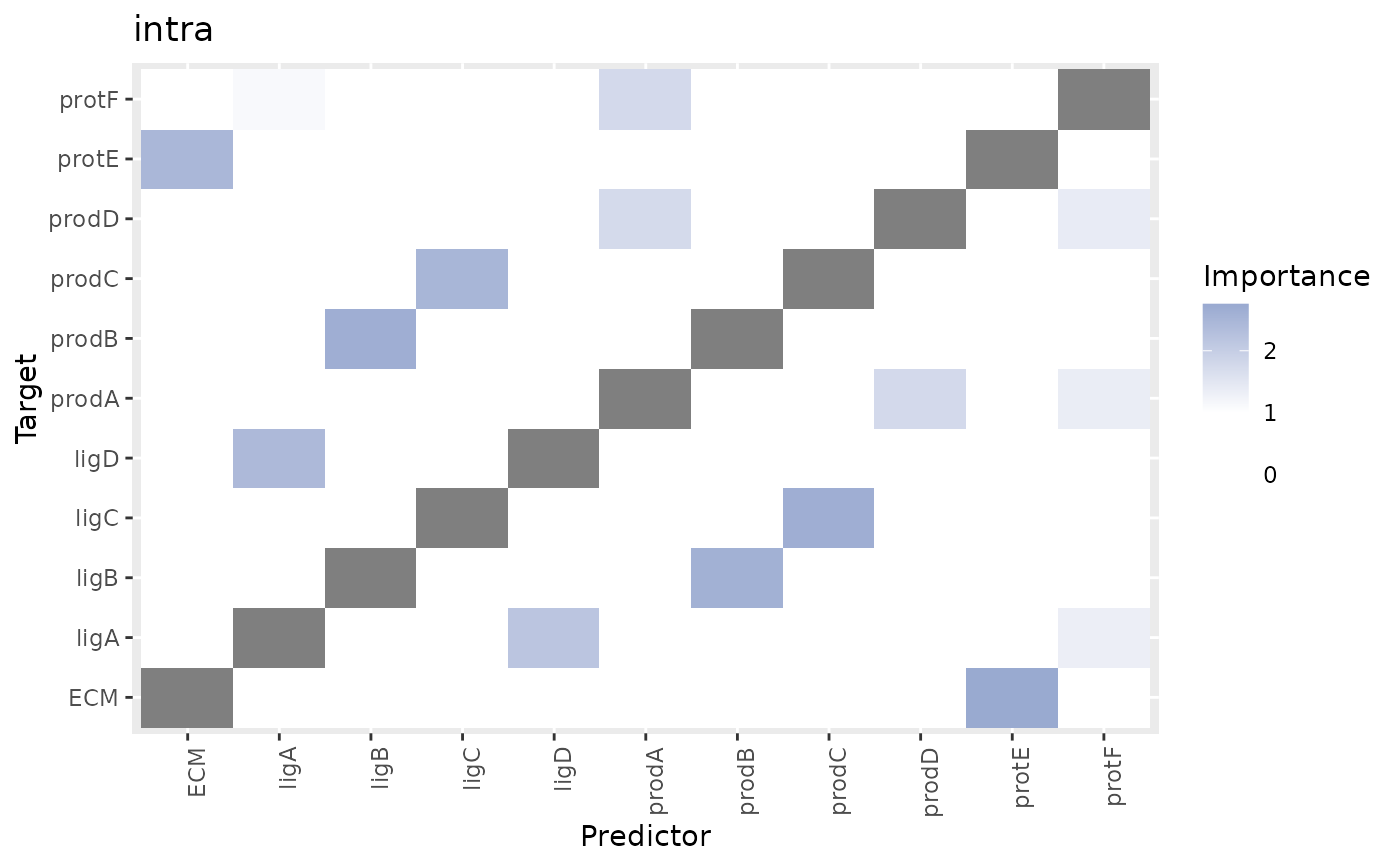 intra
protF
protE
prodD
prodC
prodB
prodA
ligD
ligC
ligB
ligA
ECM
Target
ECM
ligA
ligB
ligC
ligD
prodA
prodB
prodC
prodD
protE
protF
Predictor
Importance
2
1
0